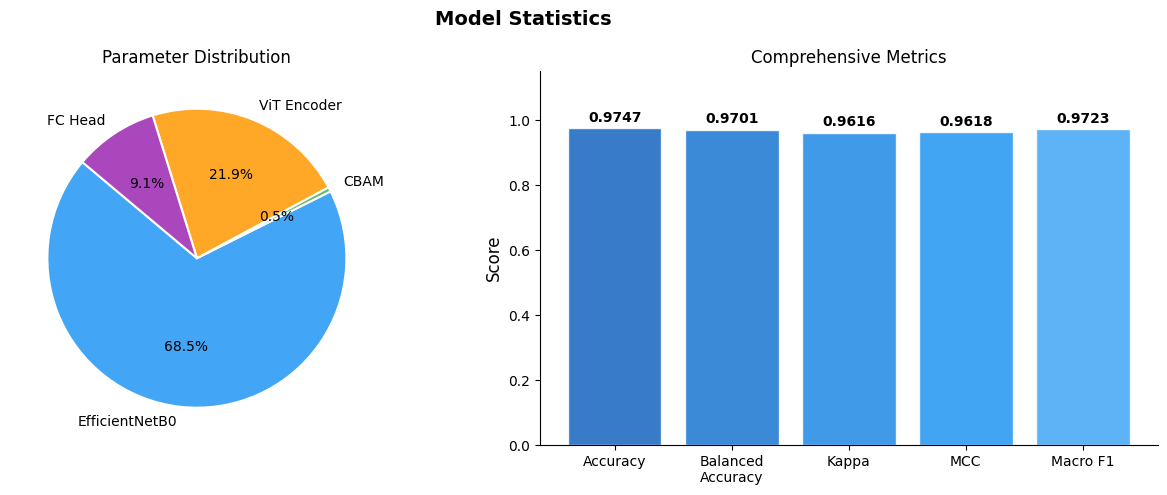 Model Statistics
Parameter Distribution
FC Head
ViT Encoder
CBAM
EfficientNetB0
9.1%
21.9%
0.5%
68.5%
Comprehensive Metrics
Score
1.0
0.8
0.6
0.4
0.2
0.0
0.9747
0.9701
0.9616
0.9618
0.9723
Accuracy
Balanced
Accuracy
Kappa
MCC
Macro F1